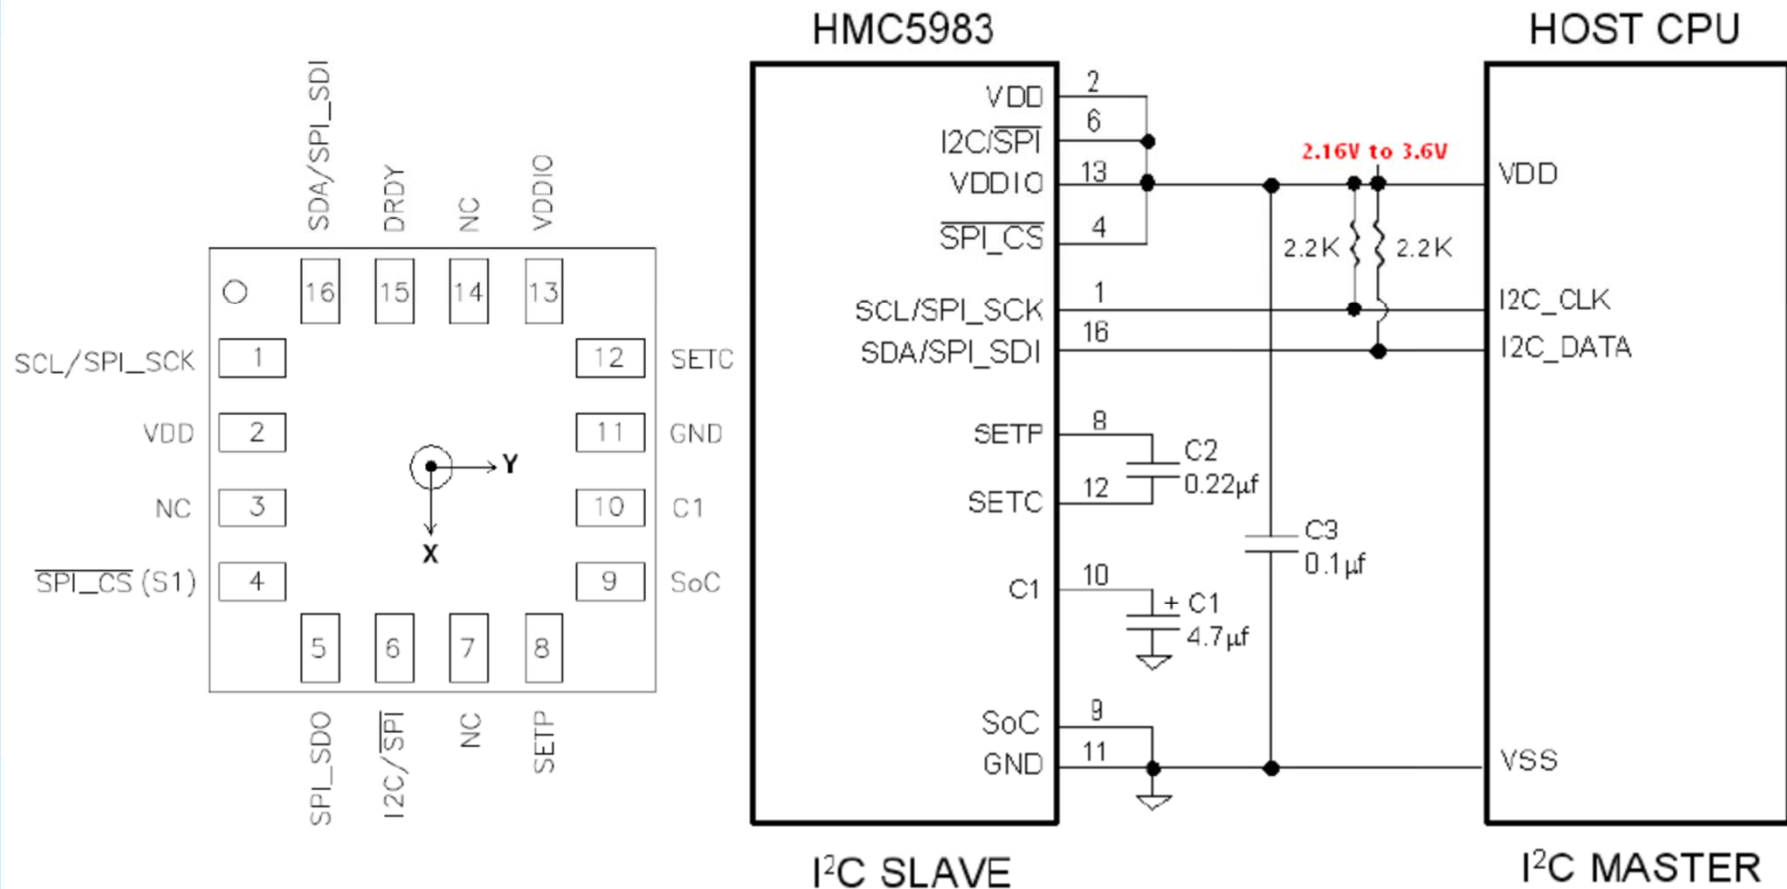 SDA/SPI_SDI
DRDY
NC
VDDIO
16
15
14
13
SCL/SPI_SCK
1
12
SETC
VDD
2
11
GND
Y
NC
3
10
C1
X
SPI_CS (S1)
4
9
SoC
5
6
7
8
SPI_SDO
I2C/SPI
NC
SETP
HMC5983
VDD
2
I2C/SPI
6
VDDIO
13
SPI_CS
4
SCL/SPI_SCK
1
SDA/SPI_SDI
16
SETP
8
C2
0.22µf
SETC
12
C3
0.1µf
C1
10
+ C1
4.7µf
SoC
9
GND
11
I²C SLAVE
2.16V to 3.6V
2.2K
2.2K
HOST CPU
VDD
I2C_CLK
I2C_DATA
VSS
I²C MASTER